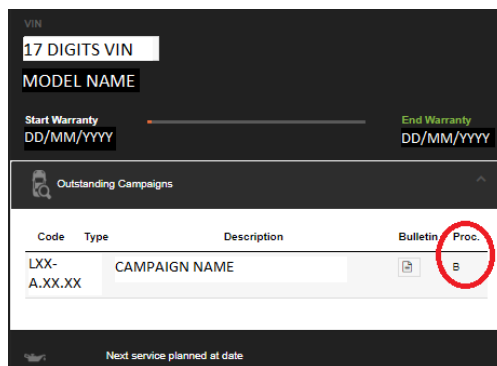 VIN
17 DIGITS VIN
MODEL NAME
Start Warranty End Warranty
DD/MM/YYYY DD/MM/YYYY
Outstanding Campaigns
Code Type Description Bulletin Proc.
LXX- CAMPAIGN NAME B
A.XX.XX
Next service planned at date